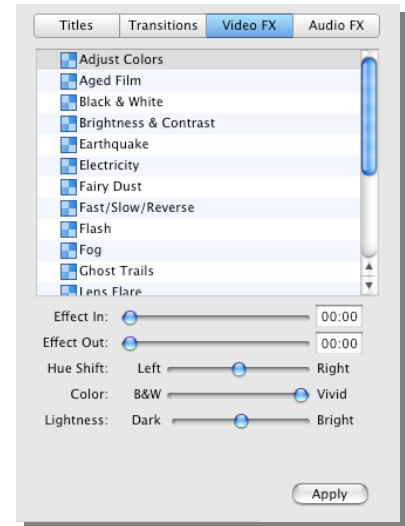 Titles Transitions Video FX Audio FX
Adjust Colors
Aged Film
Black & White
Brightness & Contrast
Earthquake
Electricity
Fairy Dust
Fast/Slow/Reverse
Flash
Fog
Ghost Trails
Lens Flare
Effect In: 00:00
Effect Out: 00:00
Hue Shift: Left Right
Color: B&W Vivid
Lightness: Dark Bright
Apply